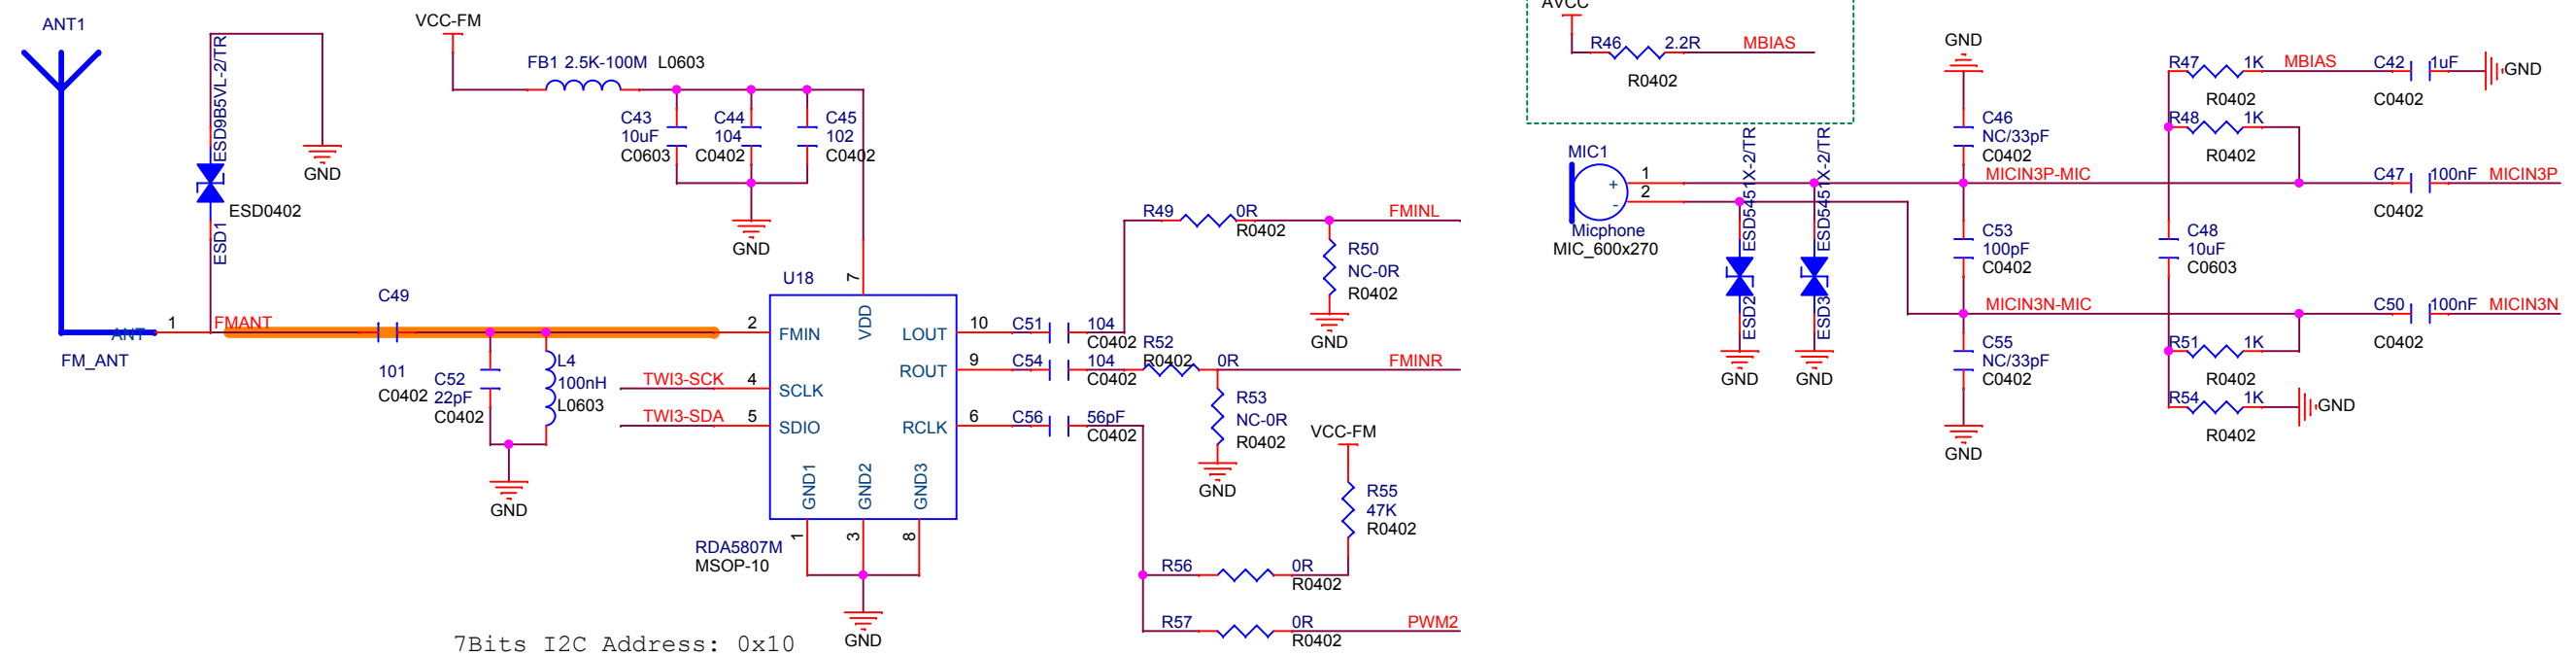 ANT1
ESD9B5VL-2/TR
GND
ESD0402
ESD1
ANT
1
FMANT
FM_ANT
C49
101
C0402
C52
22pF
C0402
L4
100nH
L0603
GND
VCC-FM
FB1 2.5K-100M L0603
C43
10uF
C0603
C44
104
C0402
C45
102
C0402
GND
U18
7
VDD
2
FMIN
TWI3-SCK
4
SCLK
TWI3-SDA
5
SDIO
LOUT
10
ROUT
9
RCLK
6
GND1
GND2
GND3
1
3
8
RDA5807M
MSOP-10
GND
7Bits I2C Address: 0x10
C51
104
C0402
C54
104
C0402
C56
56pF
C0402
R49
0R
R0402
FMINL
R50
NC-0R
R0402
GND
R52
R0402
0R
FMINR
R53
NC-0R
R0402
GND
VCC-FM
R55
47K
R0402
R56
0R
R0402
R57
0R
R0402
PWM2
AVCC
R46
2.2R
MBIAS
R0402
MIC1
+
-
1
2
Micphone
MIC_600x270
ESD5451X-2/TR
ESD2
GND
ESD5451X-2/TR
ESD3
GND
GND
C46
NC/33pF
C0402
MICIN3P-MIC
C53
100pF
C0402
MICIN3N-MIC
C55
NC/33pF
C0402
GND
R47
1K
MBIAS
R0402
C42
1uF
GND
C0402
R48
1K
R0402
C47
100nF
MICIN3P
C0402
C48
10uF
C0603
C50
100nF
MICIN3N
C0402
R51
1K
R0402
R54
1K
GND
R0402